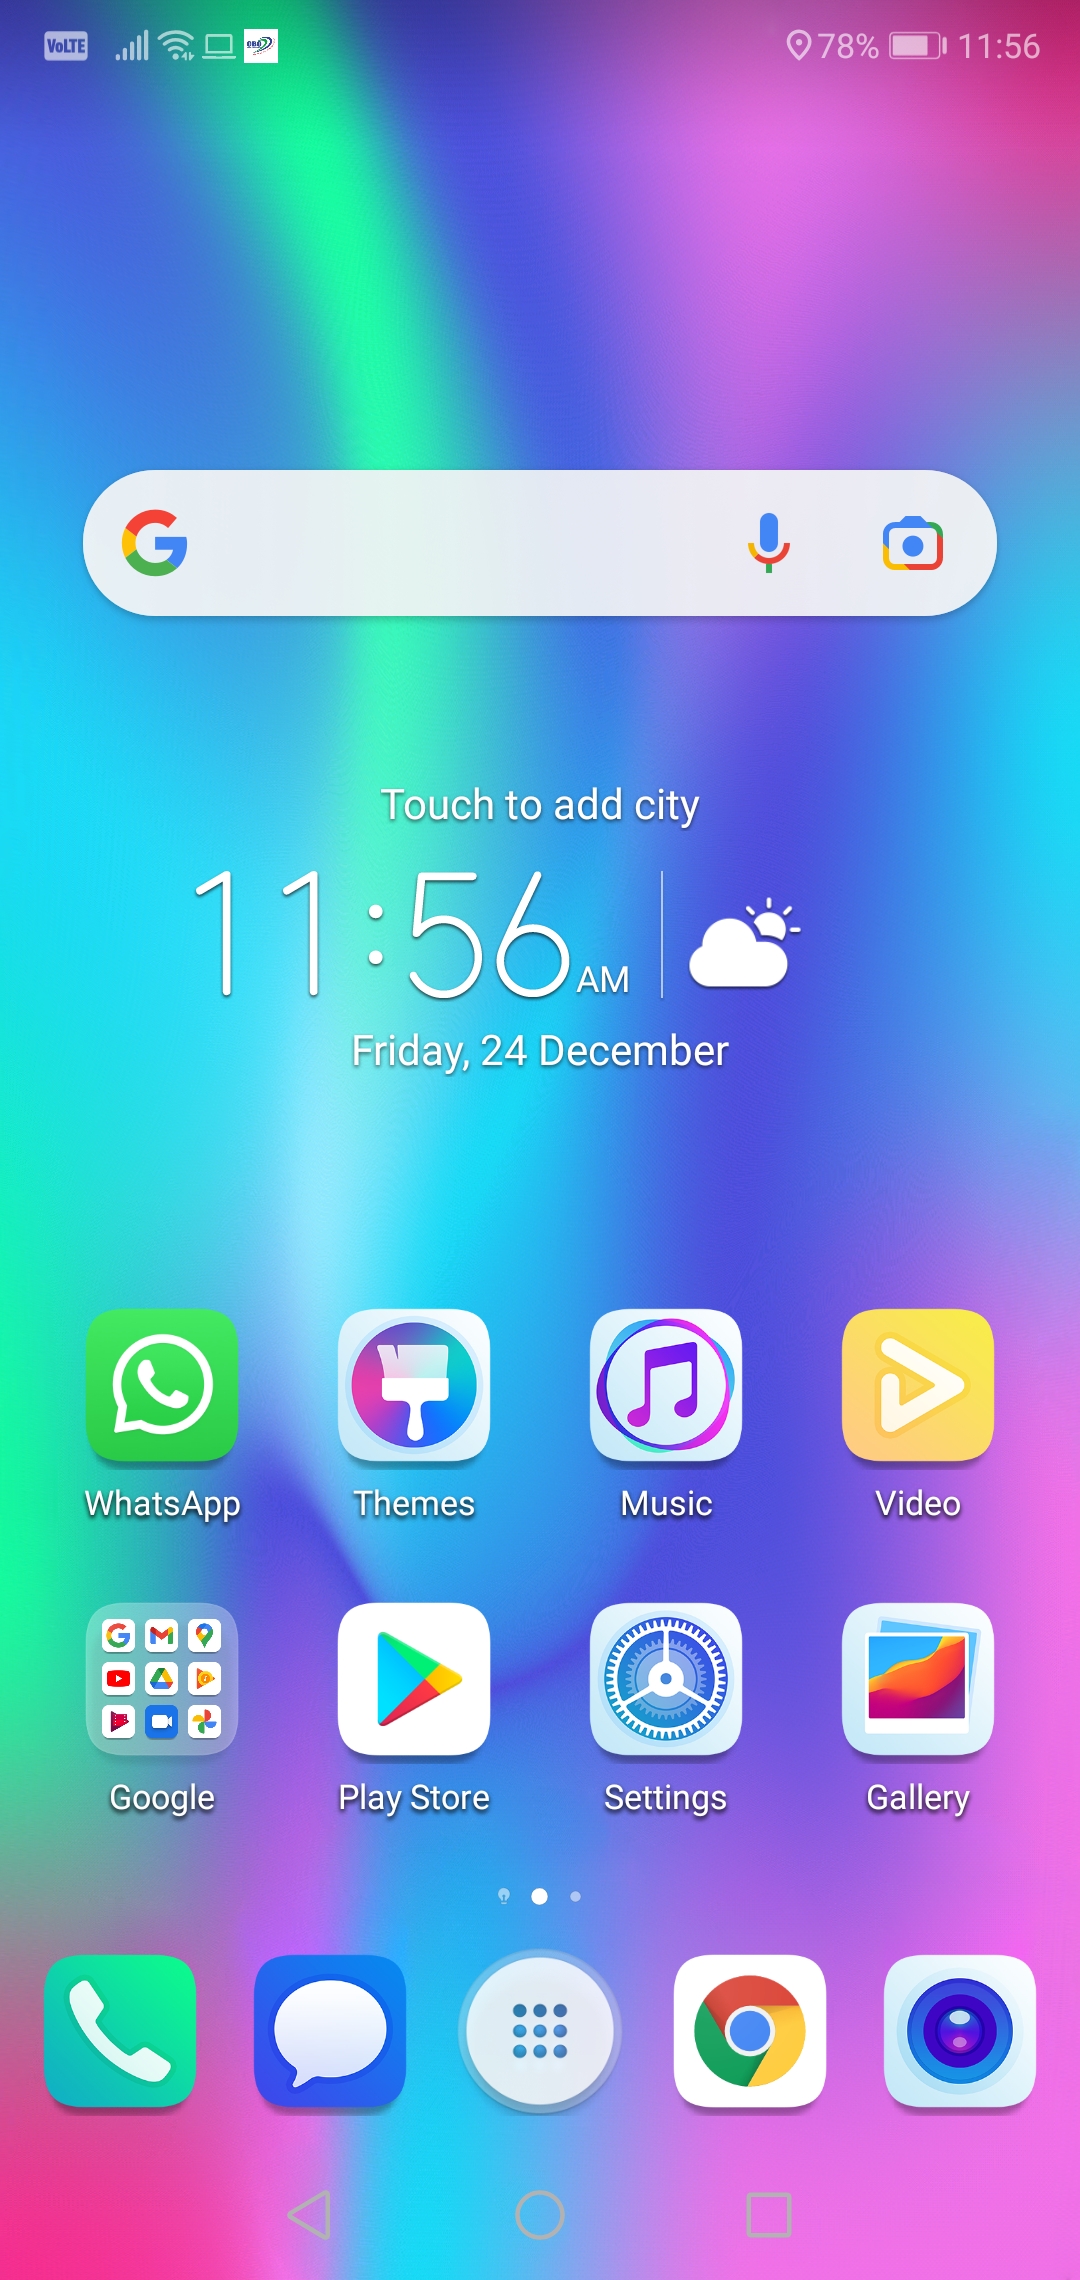 VoLTE 78% 11:56
Touch to add city
11:56 AM
Friday, 24 December
WhatsApp Themes Music Video
Google Play Store Settings Gallery